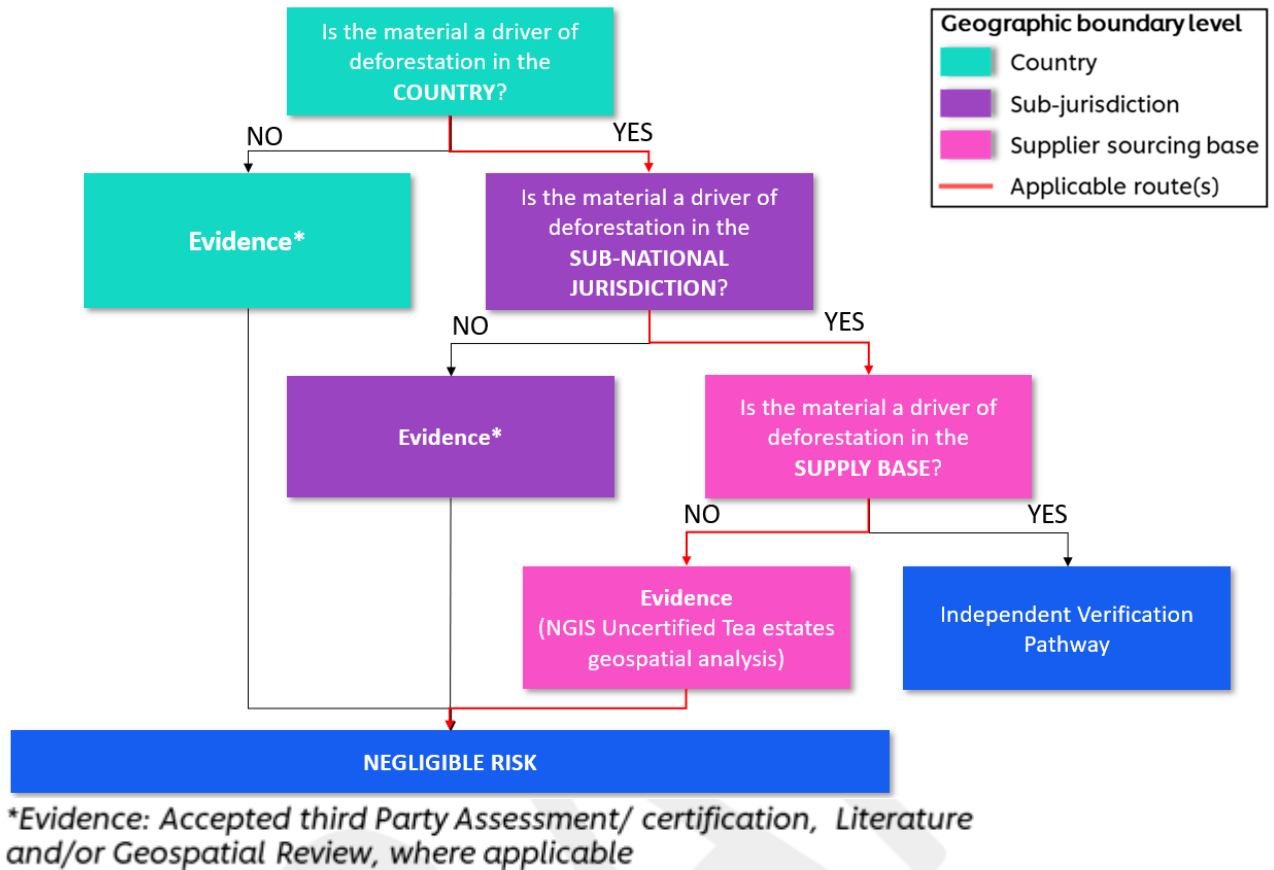 Is the material a driver of
deforestation in the
COUNTRY?
Geographic boundary level
Country
Sub-jurisdiction
Supplier sourcing base
Applicable route(s)
NO
YES
Evidence*
Is the material a driver of
deforestation in the
SUB-NATIONAL
JURISDICTION?
NO
YES
Evidence*
Is the material a driver of
deforestation in the
SUPPLY BASE?
NO
YES
Evidence
(NGIS Uncertified Tea estates
geospatial analysis)
Independent Verification
Pathway
NEGLIGIBLE RISK
*Evidence: Accepted third Party Assessment/ certification, Literature
and/or Geospatial Review, where applicable